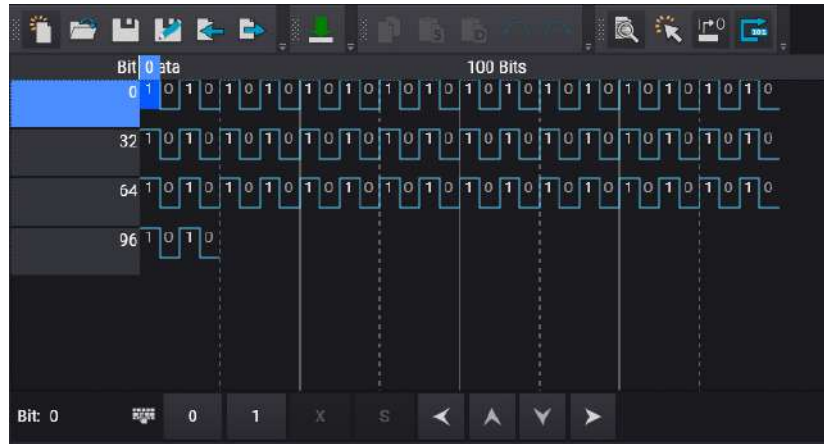 Bit 0 ata 100 Bits
0 1 0 1 0 1 0 1 0 1 0 1 0 1 0 1 0 1 0 1 0 1 0 1 0 1 0 1 0 1 0 1 0
32 1 0 1 0 1 0 1 0 1 0 1 0 1 0 1 0 1 0 1 0 1 0 1 0 1 0 1 0 1 0 1 0
64 1 0 1 0 1 0 1 0 1 0 1 0 1 0 1 0 1 0 1 0 1 0 1 0 1 0 1 0 1 0 1 0
96 1 0 1 0
Bit: 0 0 1 X S